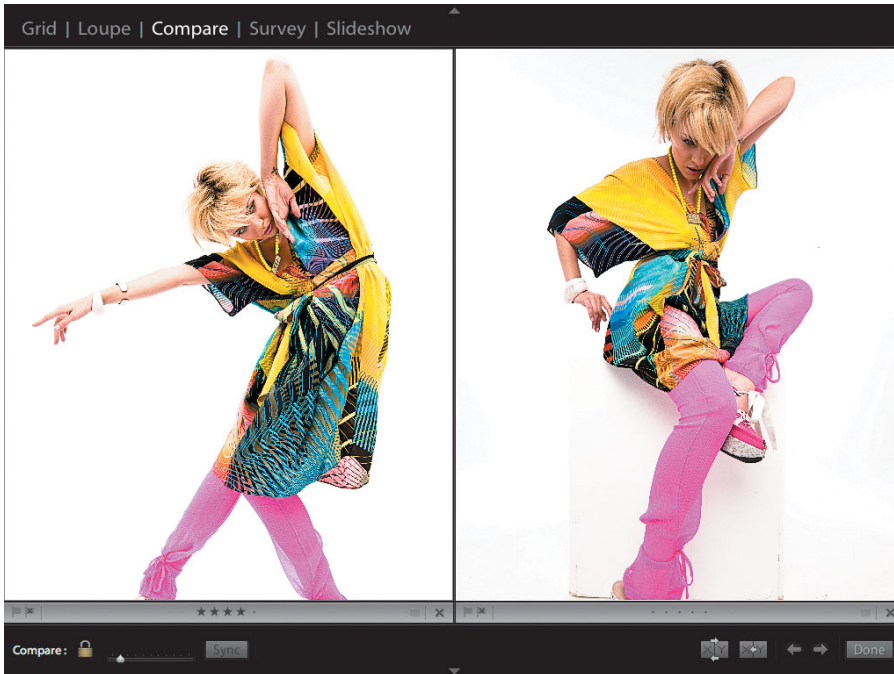 Grid | Loupe | Compare | Survey | Slideshow
Compare :
Sync
X Y
X Y
Done